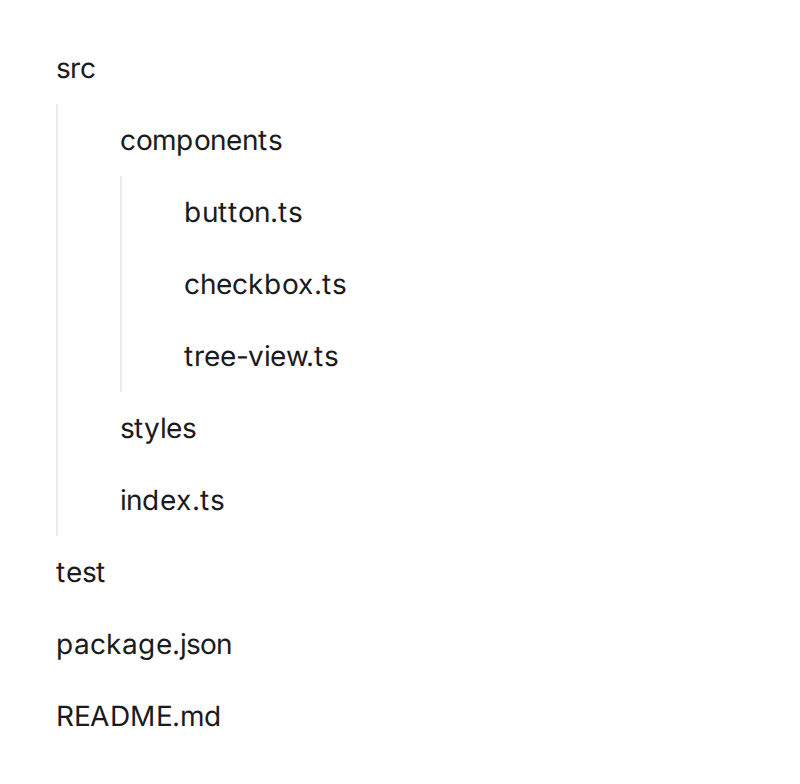 src
components
button.ts
checkbox.ts
tree-view.ts
styles
index.ts
test
package.json
README.md